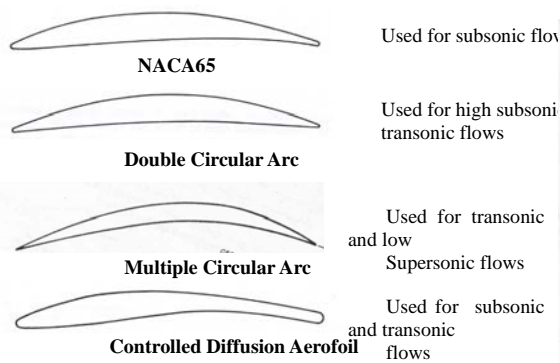 Used for subsonic flow
NACA65
Used for high subsoni
transonic flows
Double Circular Arc
Used for transonic
and low
Multiple Circular Arc
Supersonic flows
Used for subsonic
and transonic
Controlled Diffusion Aerofoil
flows